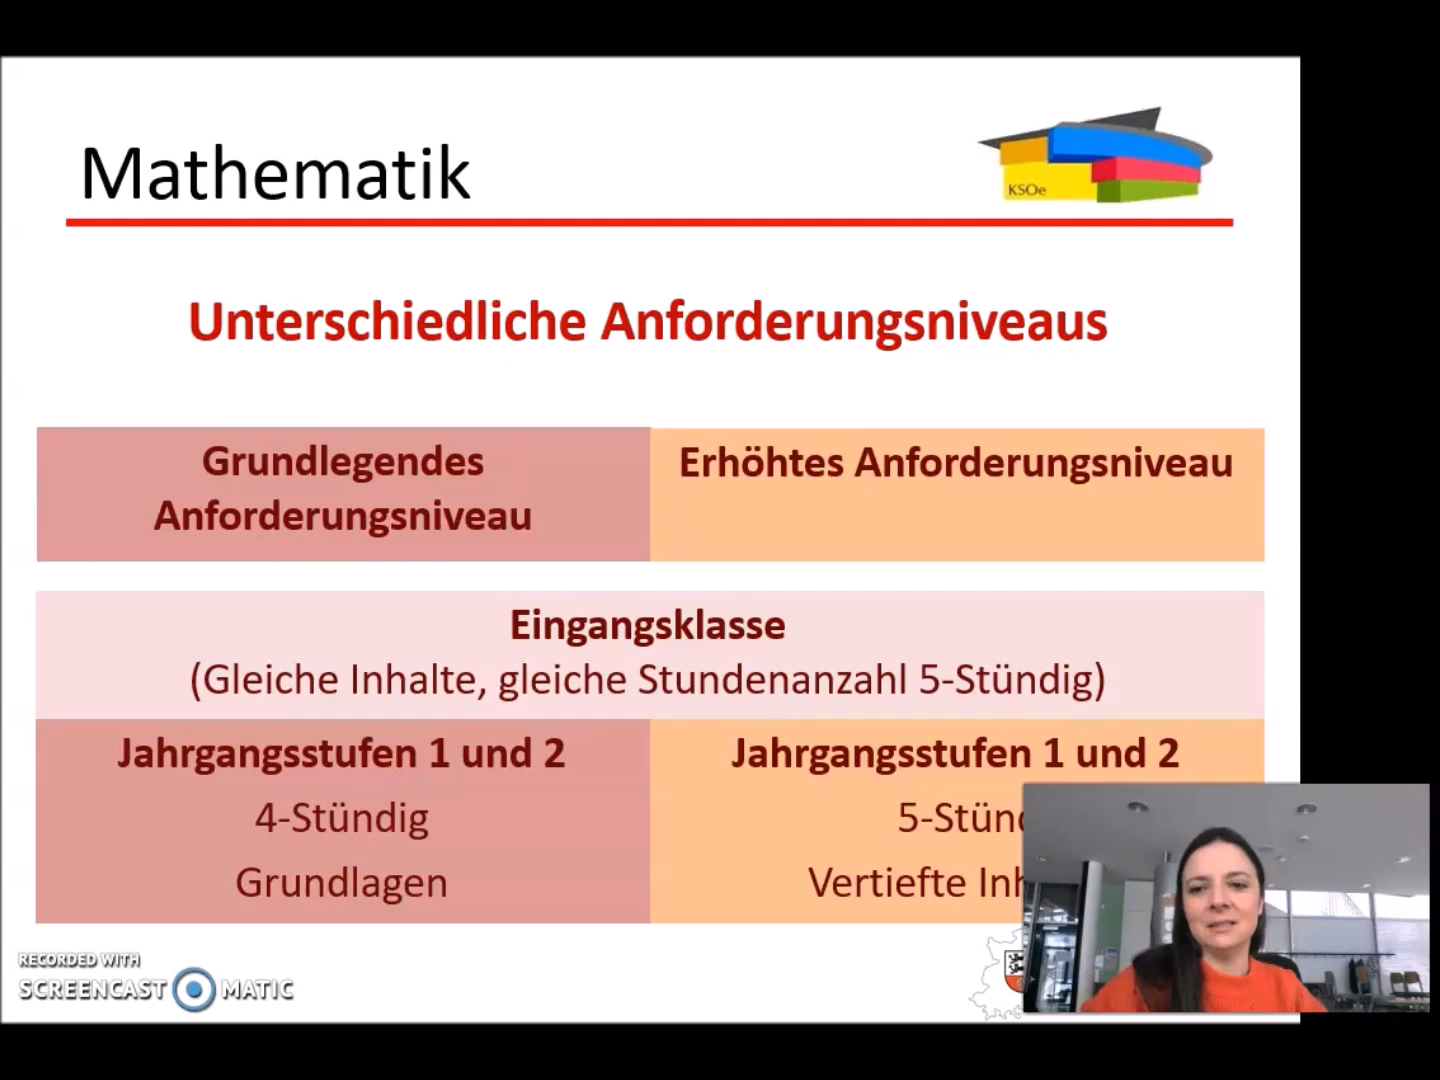 Mathematik
KSOe
Unterschiedliche Anforderungsniveaus
Grundlegendes
Anforderungsniveau
Erhöhtes Anforderungsniveau
Eingangsklasse
(Gleiche Inhalte, gleiche Stundenanzahl 5-Stündig)
Jahrgangsstufen 1 und 2
4-Stündig
Grundlagen
Jahrgangsstufen 1 und 2
Vertiefte
RECORDED WITH
SCREENCAST MATIC